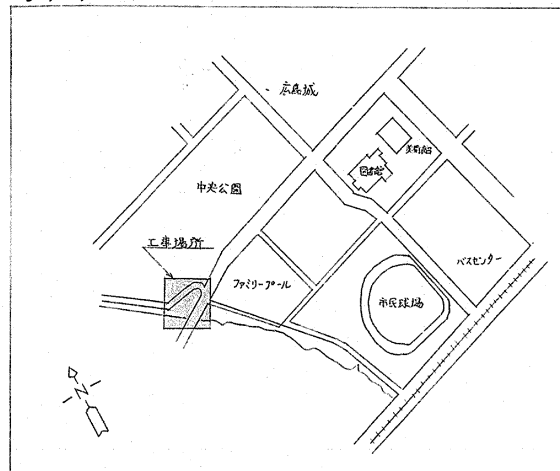 広島城
美術館
図書館
中央公園
工事場所
バスセンター
ファミリープール
市民球場
N